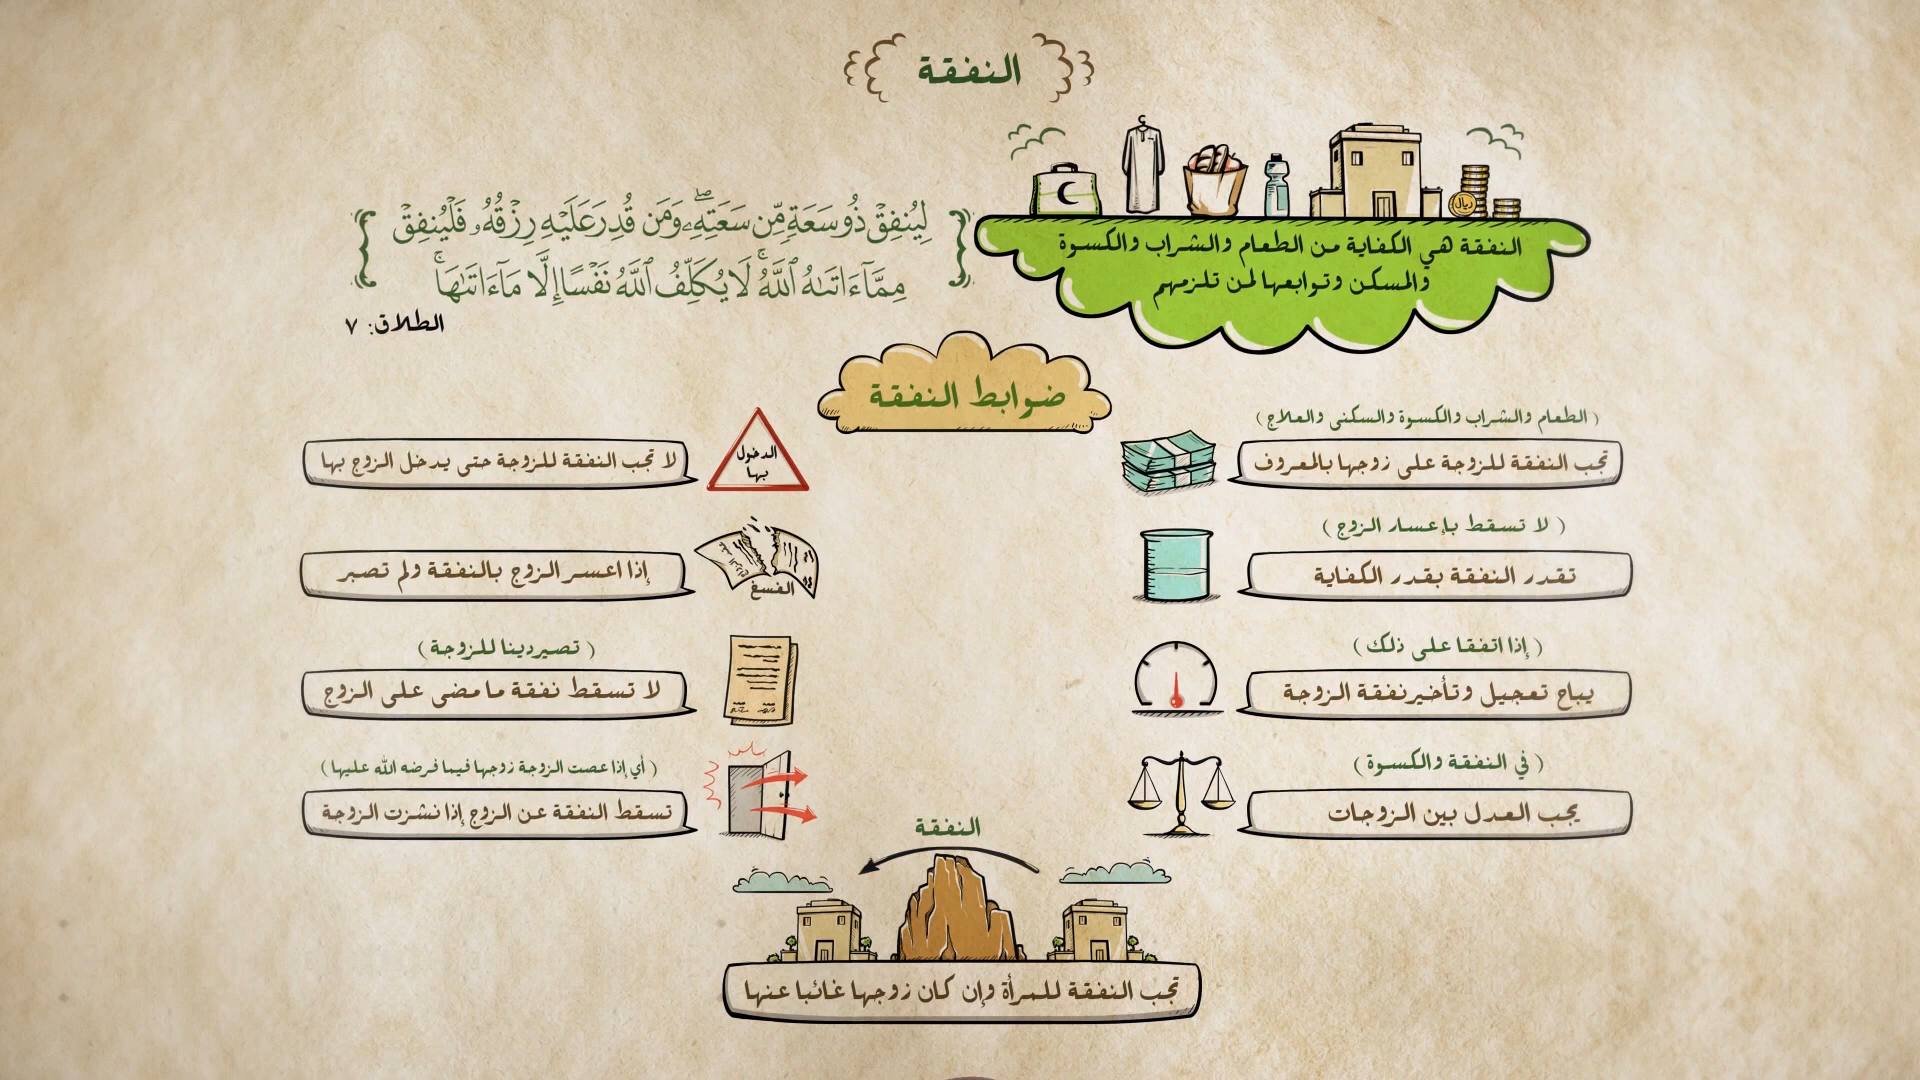 النفقة
النفقة هي الكفاية من الطعام والشراب والكسوة
والمسكن وتوابعها لمن تلزمهم
لِيُنفِقْ ذُو سَعَةٍ مِّن سَعَتِهِۦ ۖ وَمَن قُدِرَ عَلَيْهِ رِزْقُهُۥ فَلْيُنفِقْ
مِمَّآ ءَاتَىٰهُ ٱللَّهُ ۚ لَا يُكَلِّفُ ٱللَّهُ نَفْسًا إِلَّا مَآ ءَاتَىٰهَا ۚ
الطلاق: ٧
ضوابط النفقة
( الطعام والشراب والكسوة والسكنى والعلاج )
تجب النفقة للزوجة على زوجها بالمعروف
( لا تسقط بإعسار الزوج )
تقدر النفقة بقدر الكفاية
( إذا اتفقا على ذلك )
يباح تعجيل وتأخير نفقة الزوجة
( في النفقة والكسوة )
يجب العدل بين الزوجات
الدخول
بها
لا تجب النفقة للزوجة حتى يدخل الزوج بها
الفسخ
إذا اعسر الزوج بالنفقة ولم تصبر
( تصير دينا للزوجة )
لا تسقط نفقة ما مضى على الزوج
( أي إذا عصت الزوجة زوجها فيما فرضه الله عليها )
تسقط النفقة عن الزوج إذا نشزت الزوجة
النفقة
تجب النفقة للمرأة وإن كان زوجها غائبا عنها